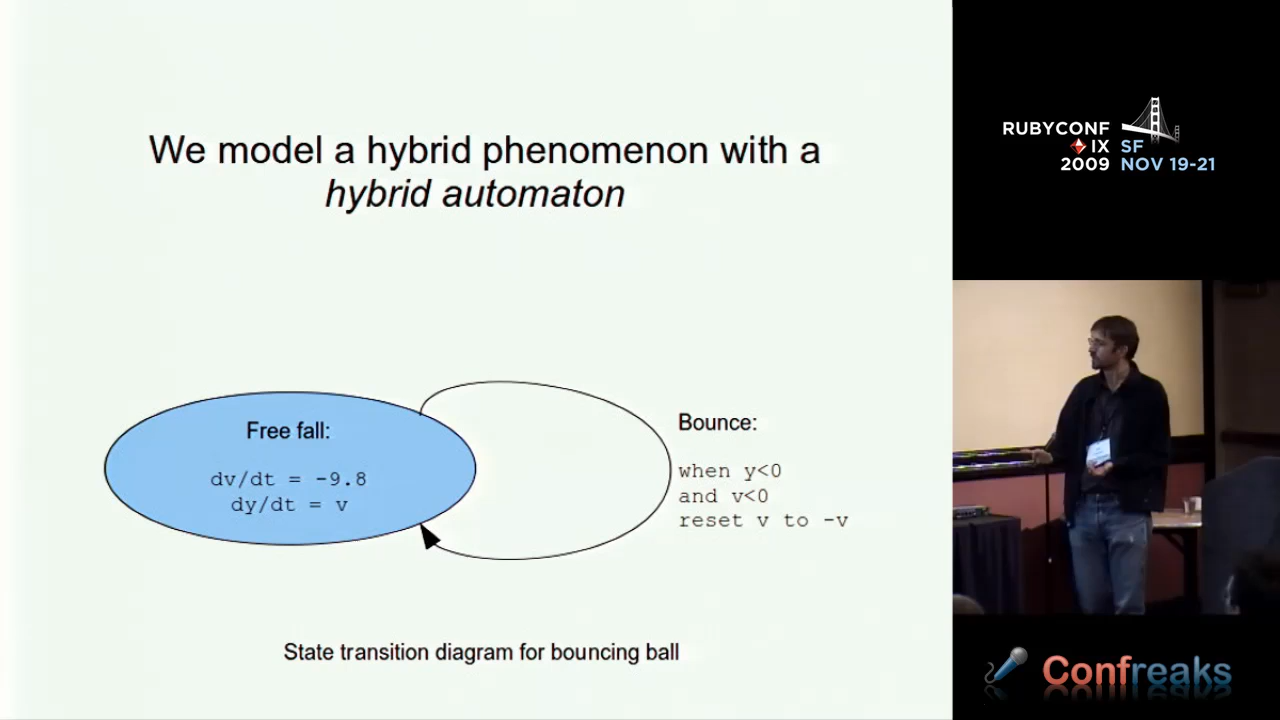 We model a hybrid phenomenon with a
hybrid automaton
Free fall:
dv/dt = -9.8
dy/dt = v
Bounce:
when y<0
and v<0
reset v to -v
State transition diagram for bouncing ball
RUBYCONF
IX
2009
SF
NOV 19-21
Confreaks